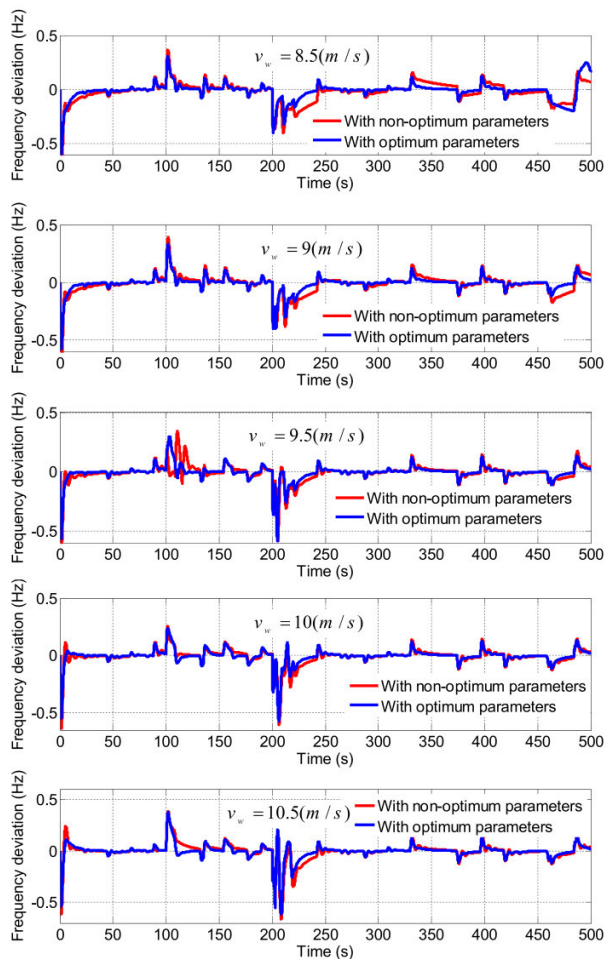 Frequency deviation (Hz)
0.5
0
-0.5
v_w = 8.5(m / s)
With non-optimum parameters
With optimum parameters
0 50 100 150 200 250 300 350 400 450 500
Time (s)
Frequency deviation (Hz)
0.5
0
-0.5
v_w = 9(m / s)
With non-optimum parameters
With optimum parameters
0 50 100 150 200 250 300 350 400 450 500
Time (s)
Frequency deviation (Hz)
0.5
0
-0.5
v_w = 9.5(m / s)
With non-optimum parameters
With optimum parameters
0 50 100 150 200 250 300 350 400 450 500
Time (s)
Frequency deviation (Hz)
0.5
0
-0.5
v_w = 10(m / s)
With non-optimum parameters
With optimum parameters
0 50 100 150 200 250 300 350 400 450 500
Time (s)
Frequency deviation (Hz)
0.5
0
-0.5
v_w = 10.5(m / s)
With non-optimum parameters
With optimum parameters
0 50 100 150 200 250 300 350 400 450 500
Time (s)